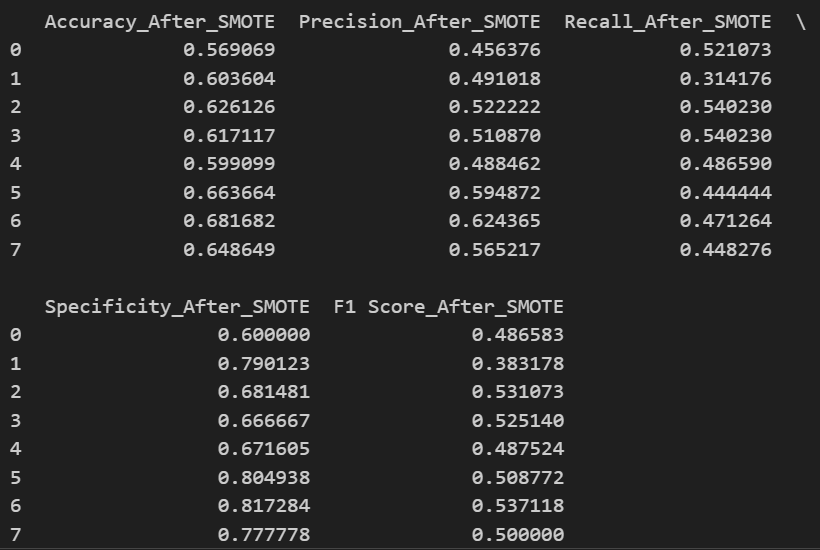 Accuracy_After_SMOTE Precision_After_SMOTE Recall_After_SMOTE \
0 0.569069 0.456376 0.521073
1 0.603604 0.491018 0.314176
2 0.626126 0.522222 0.540230
3 0.617117 0.510870 0.540230
4 0.599099 0.488462 0.486590
5 0.663664 0.594872 0.444444
6 0.681682 0.624365 0.471264
7 0.648649 0.565217 0.448276
Specificity_After_SMOTE F1 Score_After_SMOTE
0 0.600000 0.486583
1 0.790123 0.383178
2 0.681481 0.531073
3 0.666667 0.525140
4 0.671605 0.487524
5 0.804938 0.508772
6 0.817284 0.537118
7 0.777778 0.500000